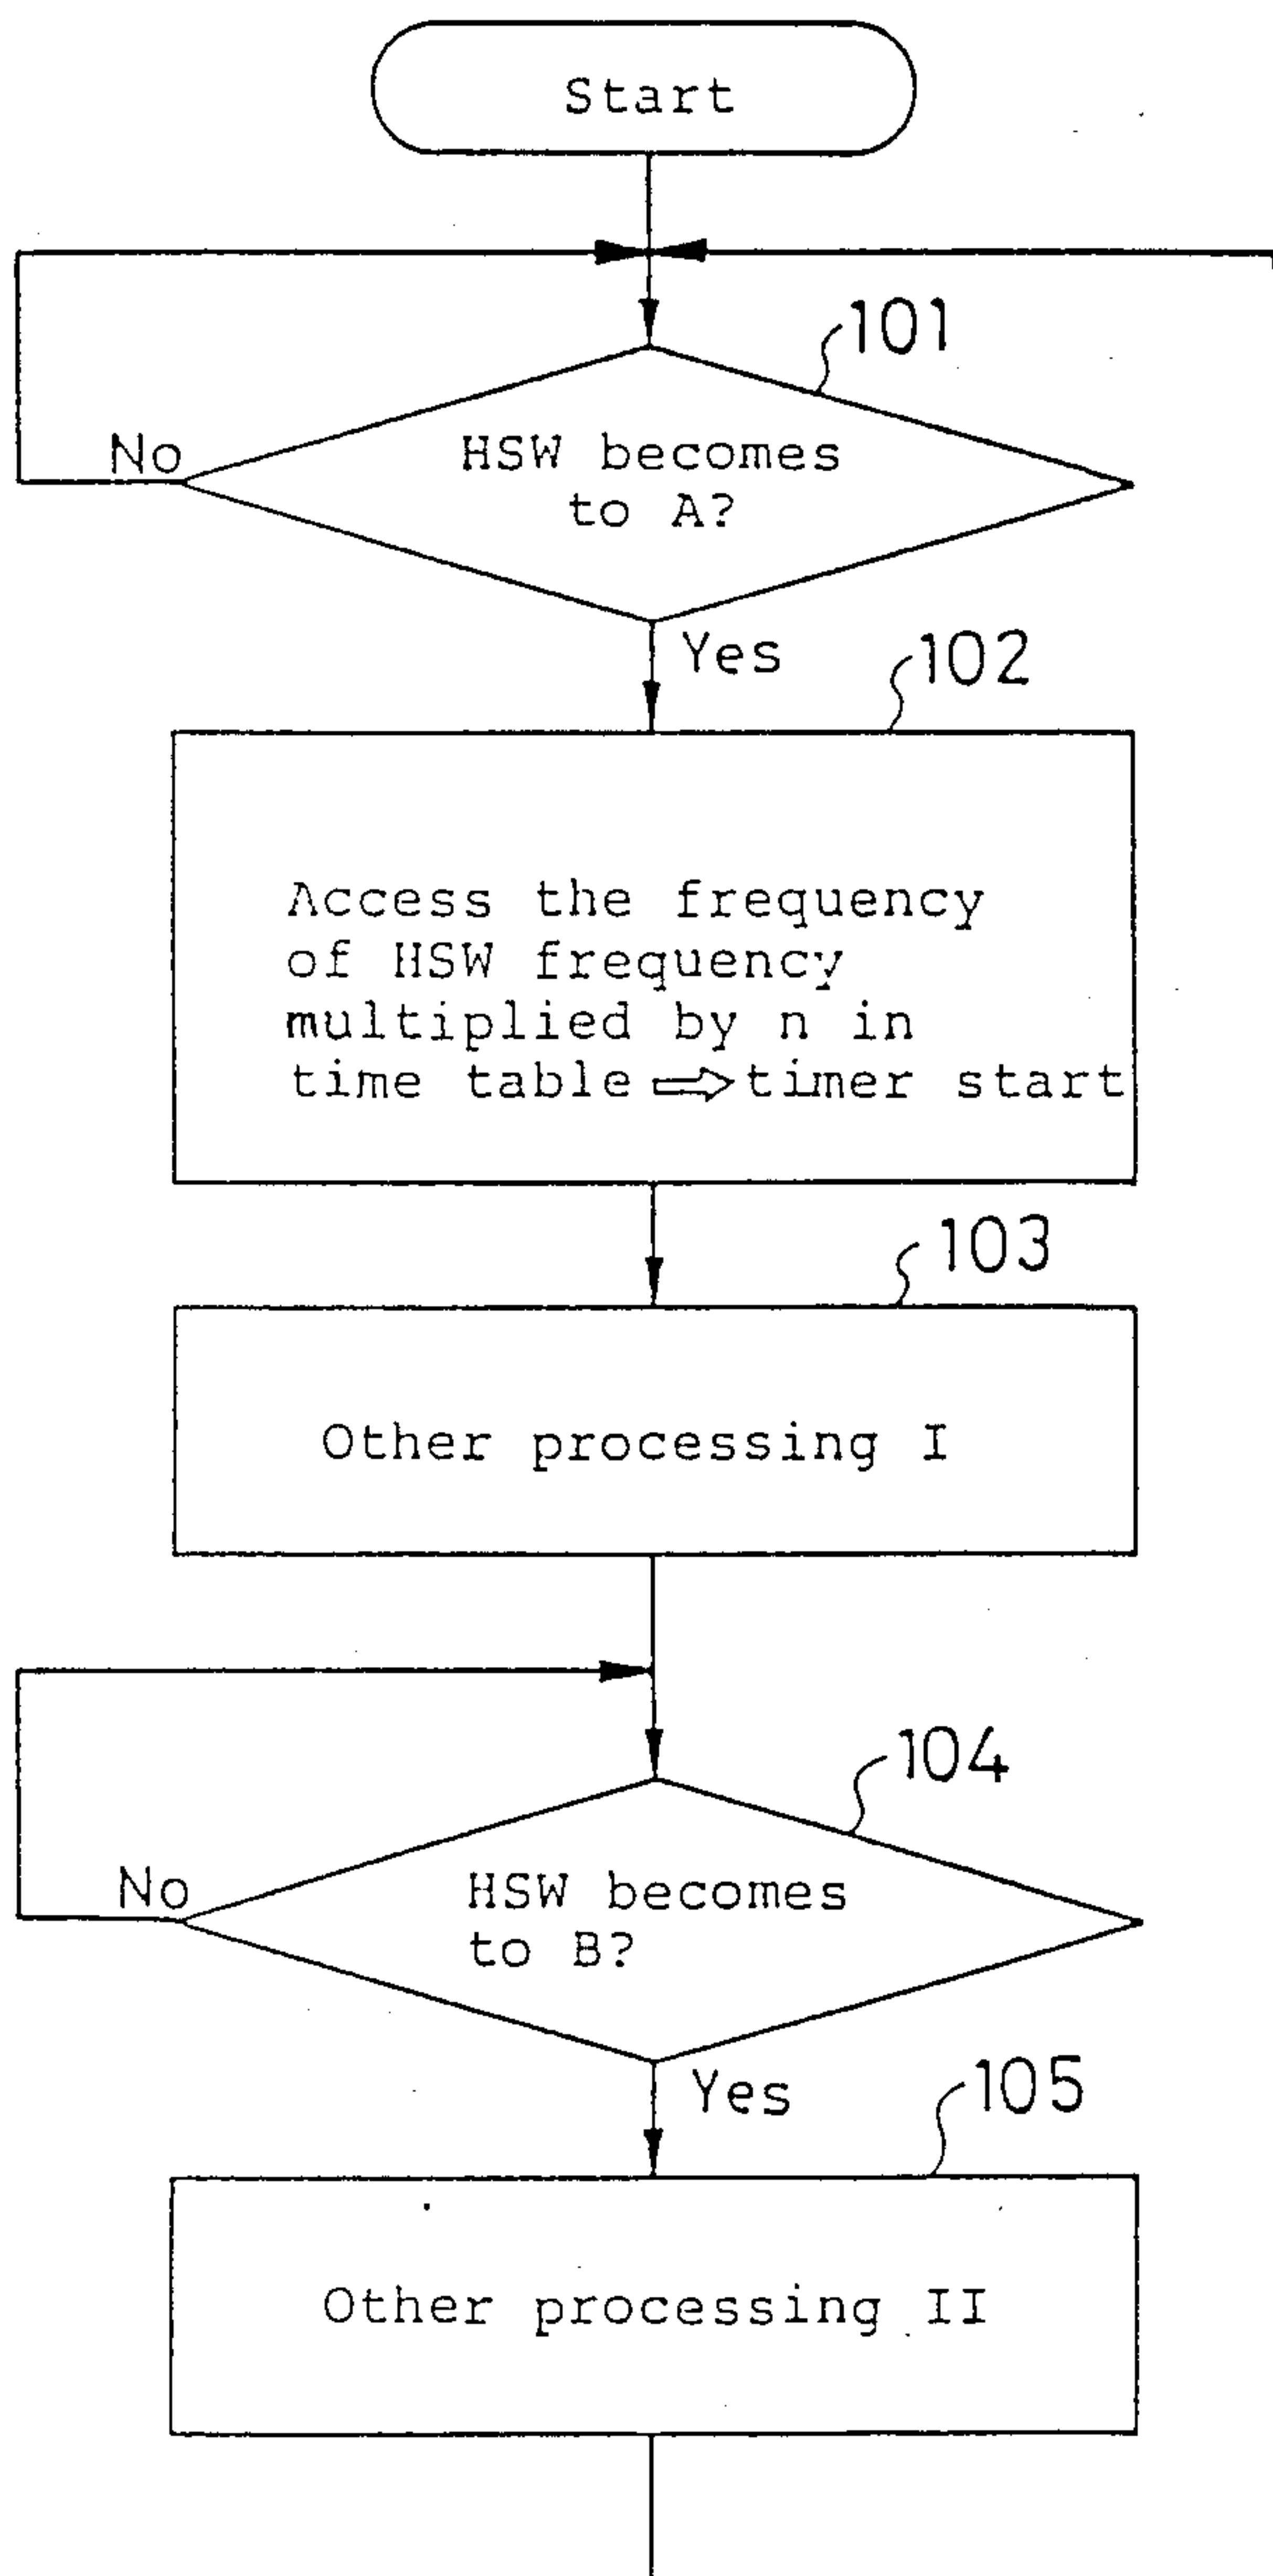 Start
101
No
HSW becomes
to A?
Yes
102
Access the frequency
of HSW frequency
multiplied by n in
time table ⇒ timer start
103
Other processing I
104
No
HSW becomes
to B?
Yes
105
Other processing II